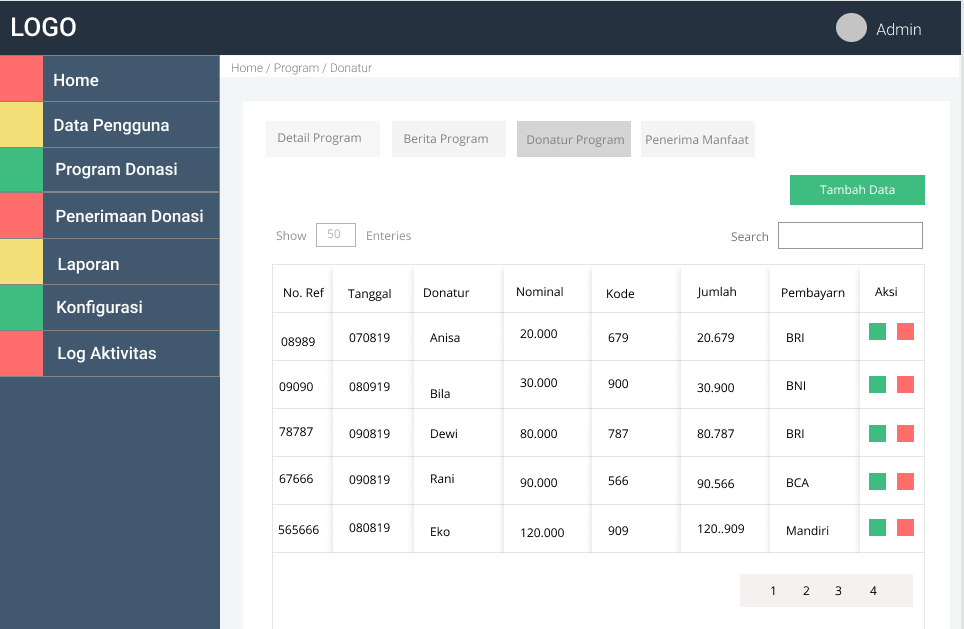 LOGO
Admin
Home
Data Pengguna
Program Donasi
Penerimaan Donasi
Laporan
Konfigurasi
Log Aktivitas
Home / Program / Donatur
Detail Program Berita Program Donatur Program Penerima Manfaat
Tambah Data
Show 50 Enteries Search
No. Ref Tanggal Donatur Nominal Kode Jumlah Pembayarn Aksi
08989 070819 Anisa 20.000 679 20.679 BRI
09090 080919 Bila 30.000 900 30.900 BNI
78787 090819 Dewi 80.000 787 80.787 BRI
67666 090819 Rani 90.000 566 90.566 BCA
565666 080819 Eko 120.000 909 120..909 Mandiri
1 2 3 4